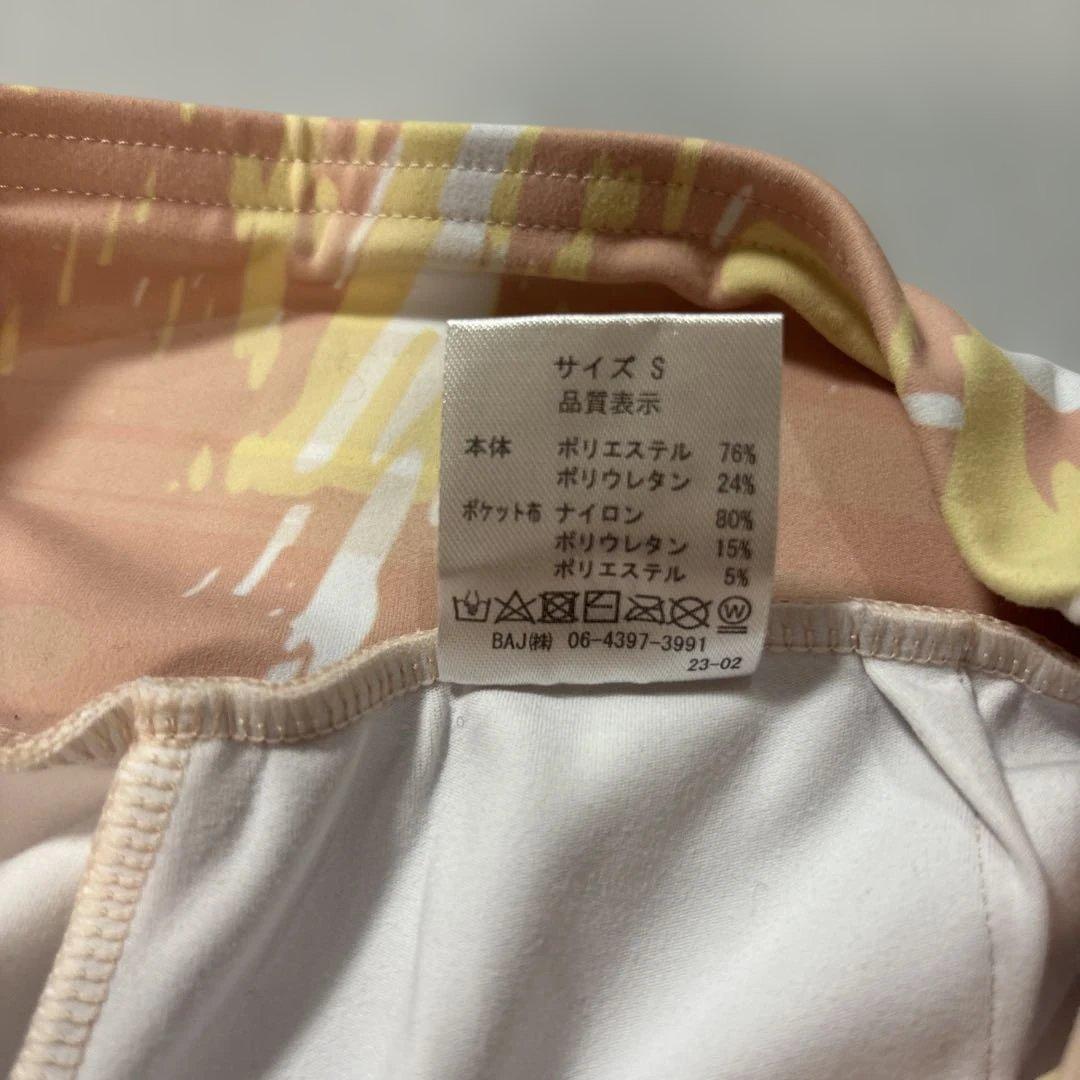 サイズ S
品質表示
本体 ポリエステル 76%
ポリウレタン 24%
ポケット布 ナイロン 80%
ポリウレタン 15%
ポリエステル 5%
W
BAJ(株) 06-4397-3991
23-02